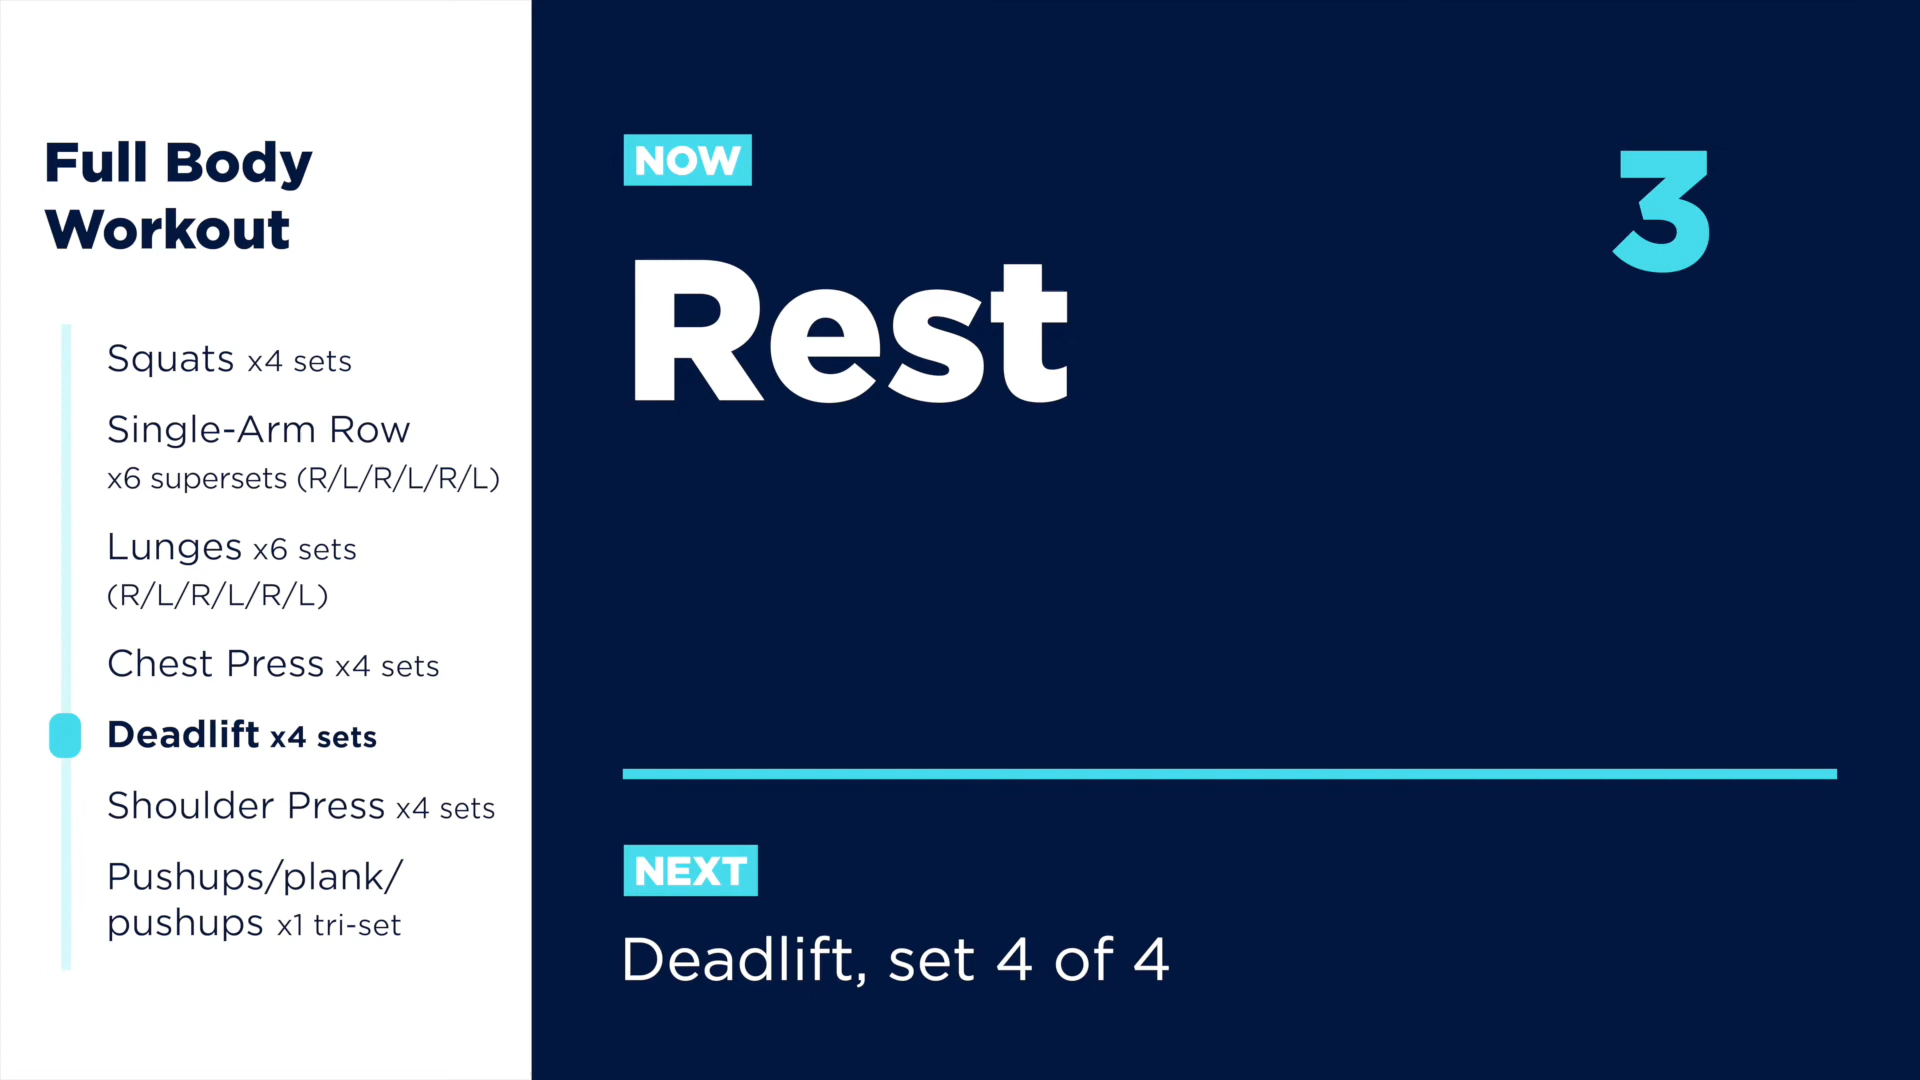 Full Body
Workout
Squats x4 sets
Single-Arm Row
x6 supersets (R/L/R/L/R/L)
Lunges x6 sets
(R/L/R/L/R/L)
Chest Press x4 sets
Deadlift x4 sets
Shoulder Press x4 sets
Pushups/plank/
pushups x1 tri-set
NOW
3
Rest
NEXT
Deadlift, set 4 of 4